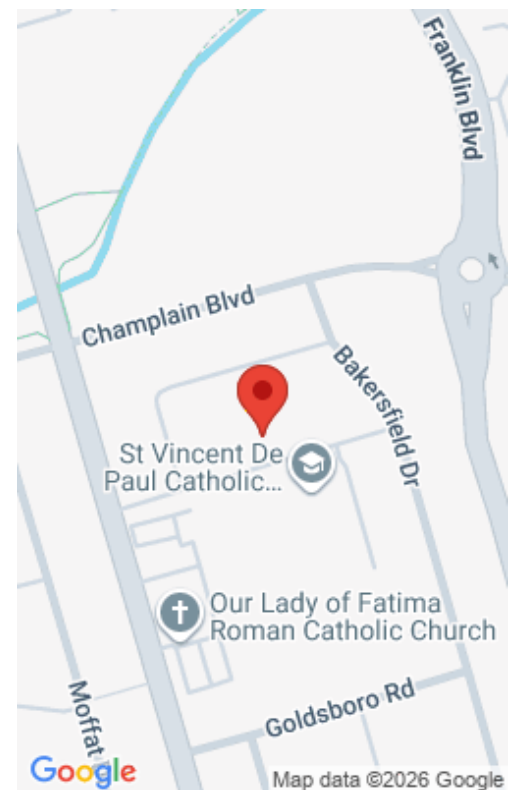 Franklin Blvd
Champlain Blvd
Bakersfield Dr
St Vincent De
Paul Catholic...
Our Lady of Fatima
Roman Catholic Church
Moffat
Goldsboro Rd
Google
Map data ©2026 Google